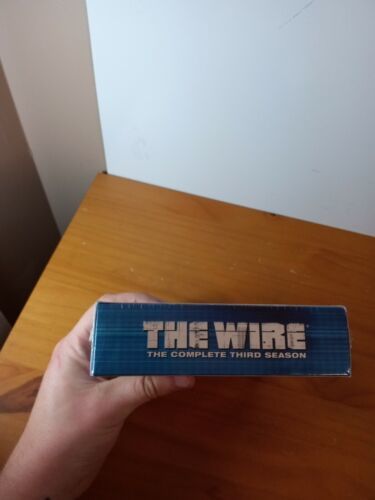 THE WIRE
THE COMPLETE THIRD SEASON